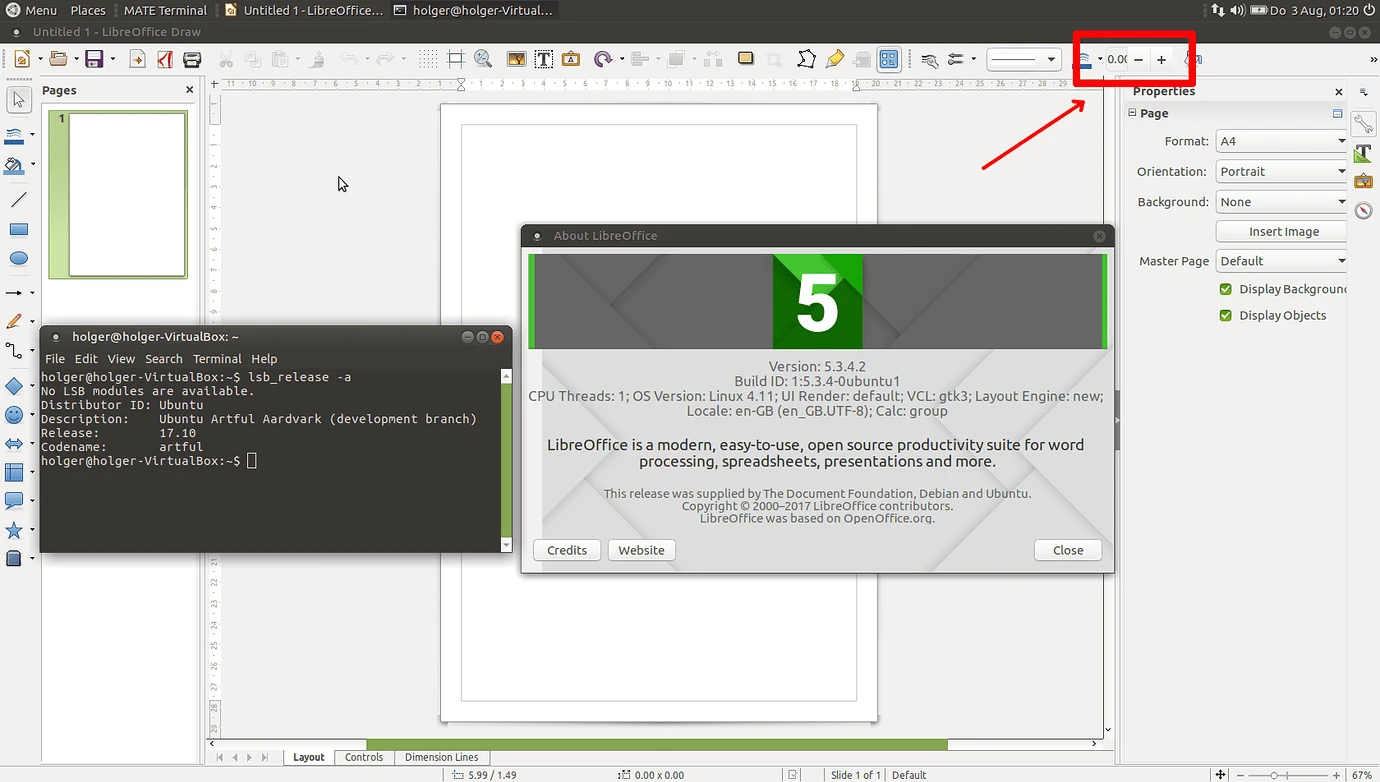 Menu Places MATE Terminal Untitled 1 - LibreOffice... holger@holger-Virtual... Do 3 Aug, 01:20
Untitled 1 - LibreOffice Draw
0.00
Pages
1
Properties
Page
Format: A4
Orientation: Portrait
Background: None
Insert Image
Master Page Default
Display Background
Display Objects
About LibreOffice
5
Version: 5.3.4.2
Build ID: 1:5.3.4-0ubuntu1
CPU Threads: 1; OS Version: Linux 4.11; UI Render: default; VCL: gtk3; Layout Engine: new;
Locale: en-GB (en_GB.UTF-8); Calc: group
LibreOffice is a modern, easy-to-use, open source productivity suite for word
processing, spreadsheets, presentations and more.
This release was supplied by The Document Foundation, Debian and Ubuntu.
Copyright © 2000–2017 LibreOffice contributors.
LibreOffice was based on OpenOffice.org.
Credits Website Close
holger@holger-VirtualBox: ~
File Edit View Search Terminal Help
holger@holger-VirtualBox:~$ lsb_release -a
No LSB modules are available.
Distributor ID: Ubuntu
Description: Ubuntu Artful Aardvark (development branch)
Release: 17.10
Codename: artful
holger@holger-VirtualBox:~$
Layout Controls Dimension Lines
5.99 / 1.49 0.00 x 0.00 Slide 1 of 1 Default 67%